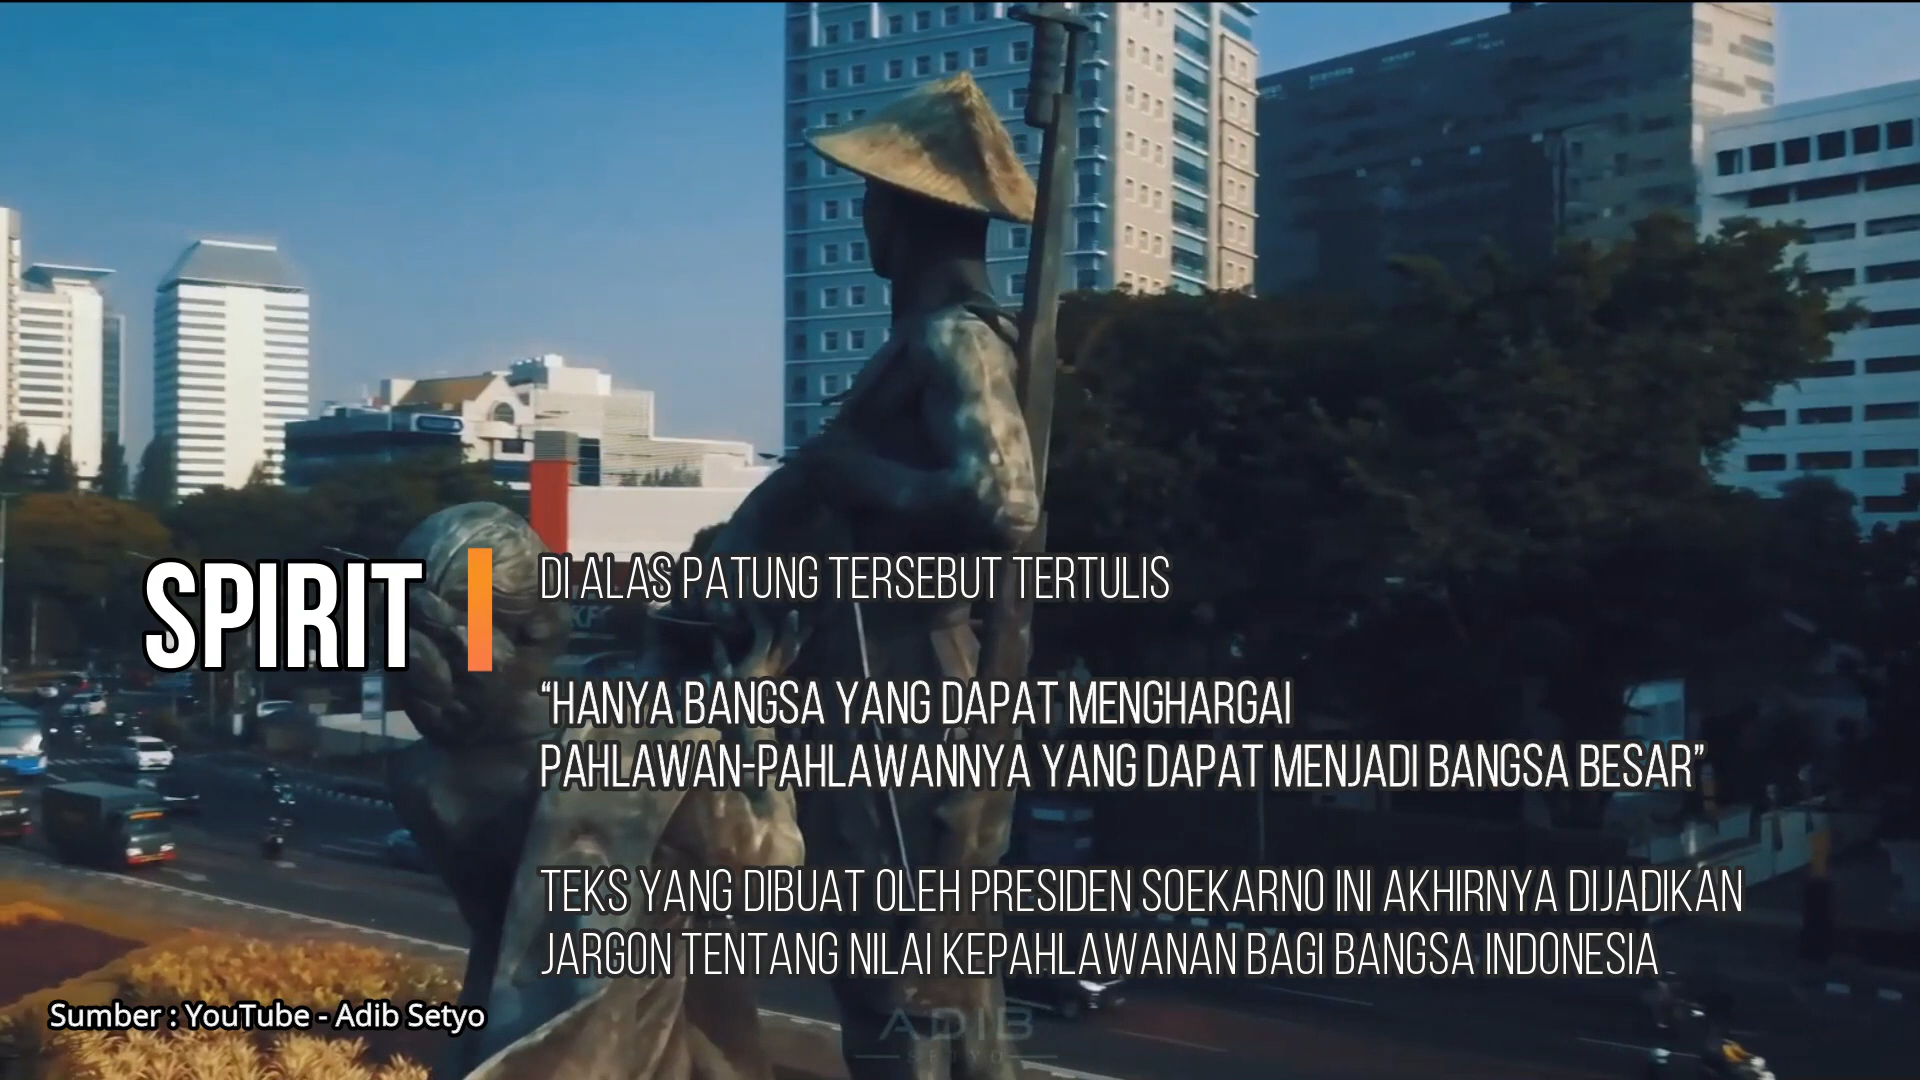 SPIRIT
DI ALAS PATUNG TERSEBUT TERTULIS
“HANYA BANGSA YANG DAPAT MENGHARGAI
PAHLAWAN-PAHLAWANNYA YANG DAPAT MENJADI BANGSA BESAR”
TEKS YANG DIBUAT OLEH PRESIDEN SOEKARNO INI AKHIRNYA DIJADIKAN
JARGON TENTANG NILAI KEPAHLAWANAN BAGI BANGSA INDONESIA
Sumber : YouTube - Adib Setyo
ADIB
SETYO